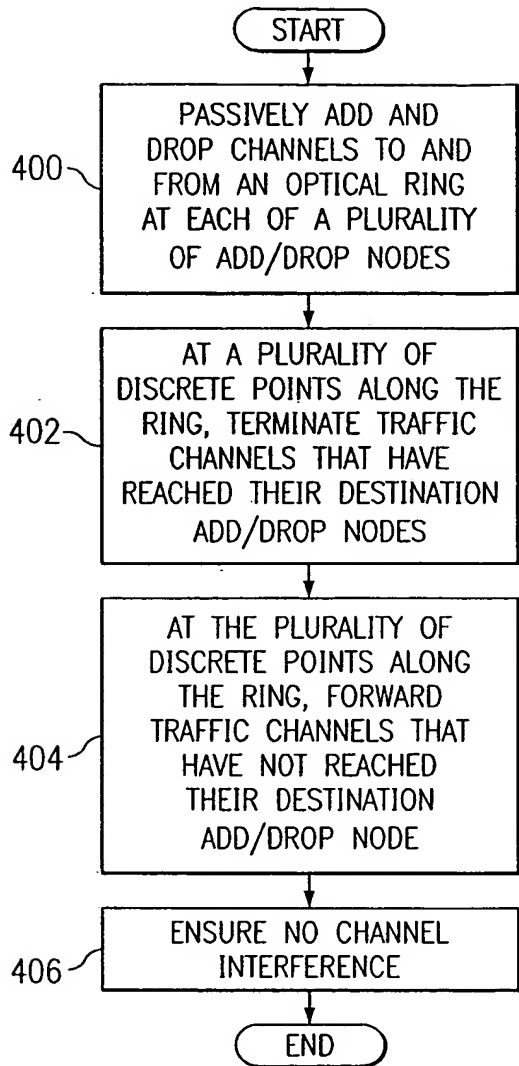 START
400
PASSIVELY ADD AND
DROP CHANNELS TO AND
FROM AN OPTICAL RING
AT EACH OF A PLURALITY
OF ADD/DROP NODES
402
AT A PLURALITY OF
DISCRETE POINTS ALONG THE
RING, TERMINATE TRAFFIC
CHANNELS THAT HAVE
REACHED THEIR DESTINATION
ADD/DROP NODES
404
AT THE PLURALITY OF
DISCRETE POINTS ALONG
THE RING, FORWARD
TRAFFIC CHANNELS THAT
HAVE NOT REACHED
THEIR DESTINATION
ADD/DROP NODE
406
ENSURE NO CHANNEL
INTERFERENCE
END